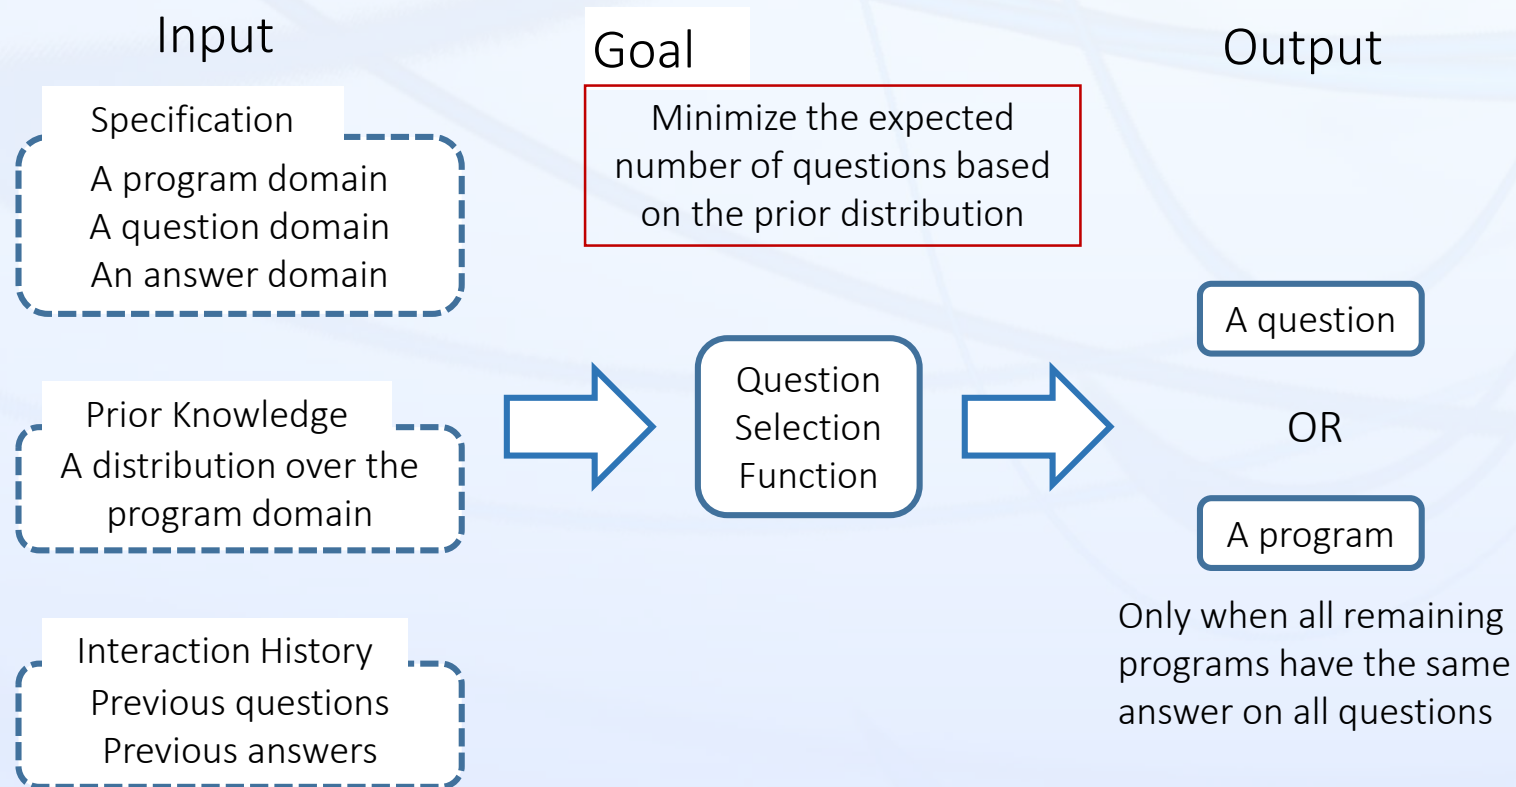 Input
Specification
A program domain
A question domain
An answer domain
Prior Knowledge
A distribution over the
program domain
Interaction History
Previous questions
Previous answers
Goal
Minimize the expected
number of questions based
on the prior distribution
Question
Selection
Function
Output
A question
OR
A program
Only when all remaining
programs have the same
answer on all questions